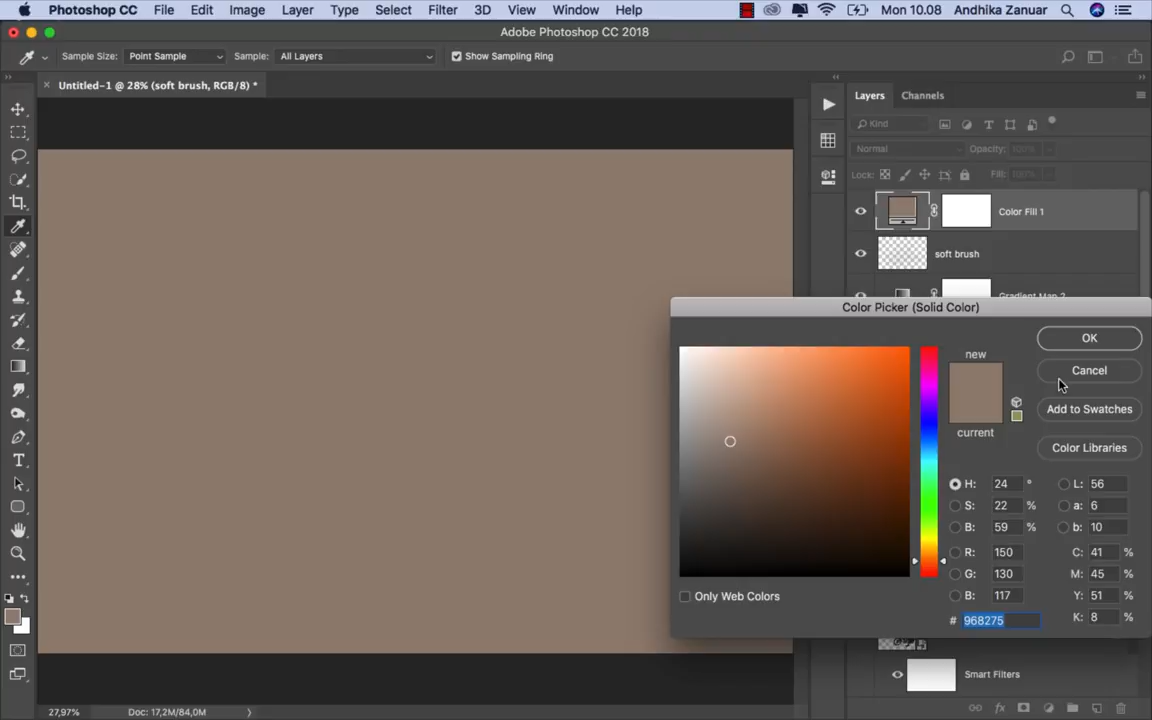 Photoshop CC File Edit Image Layer Type Select Filter 3D View Window Help Mon 10.08 Andhika Zanuar
Adobe Photoshop CC 2018
Sample Size: Point Sample Sample: All Layers Show Sampling Ring
× Untitled-1 @ 28% (soft brush, RGB/8) *
Layers Channels
Kind
Normal Opacity: 100%
Lock: Fill: 100%
Color Fill 1
soft brush
Gradient Map 2
Color Picker (Solid Color)
new
current
OK
Cancel
Add to Swatches
Color Libraries
H: 24 ° L: 56
S: 22 % a: 6
B: 59 % b: 10
R: 150 C: 41 %
G: 130 M: 45 %
B: 117 Y: 51 %
# 968275 K: 8 %
Only Web Colors
Smart Filters
27,97% Doc: 17,2M/84,0M